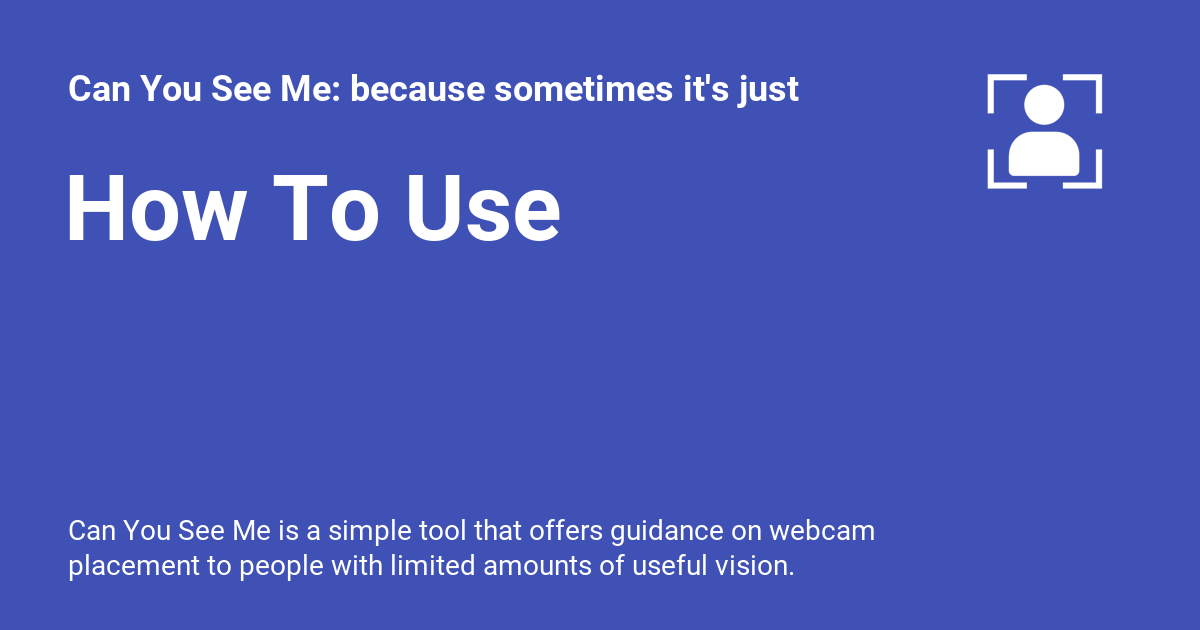 Can You See Me: because sometimes it's just
How To Use
Can You See Me is a simple tool that offers guidance on webcam
placement to people with limited amounts of useful vision.